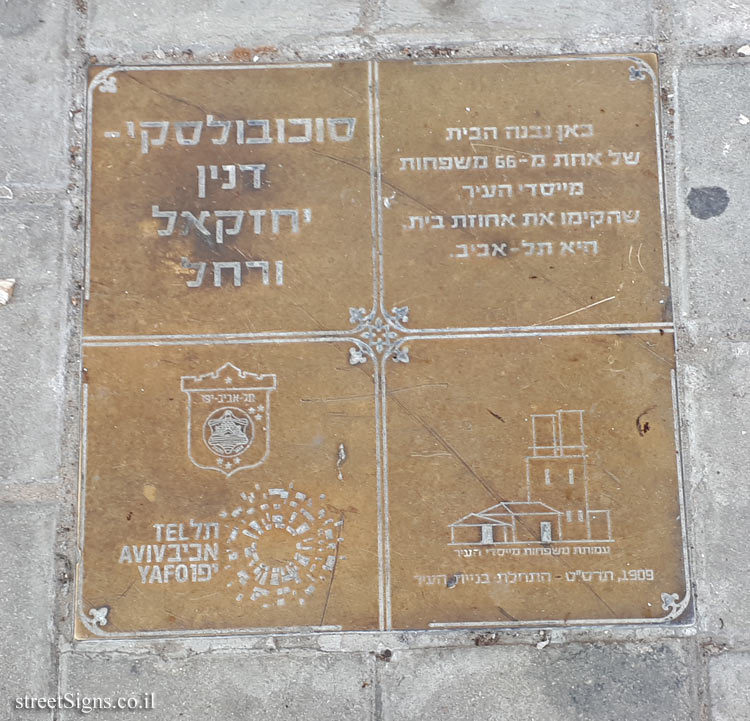 כאן נבנה הבית
של אחת מ-66 משפחות
מייסדי העיר
שהקימו את אחוזת בית,
היא תל-אביב.
סוכובולסקי-
דנין
יחזקאל
ורחל
תל-אביב-יפו
TEL תל
AVIV אביב
YAFO יפו
עמותת משפחות מייסדי העיר
1909, תרס"ט - התחלת בניית העיר
streetSigns.co.il